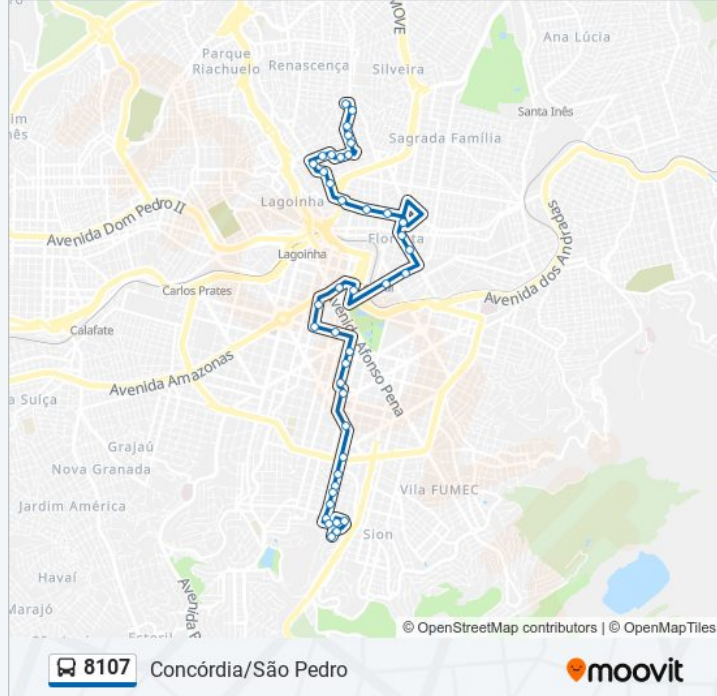 MOVE
Ana Lúcia
Parque
Riachuelo
Renascença
Silveira
Santa Inês
Sagrada Família
Lagoinha
Avenida Dom Pedro II
Lagoinha
Avenida dos Andradas
Carlos Prates
Calafate
Avenida Afonso Pena
Avenida Amazonas
a Suíça
Grajaú
Nova Granada
Vila FUMEC
Jardim América
Sion
Havaí
Marajó
© OpenStreetMap contributors | © OpenMapTiles
8107 Concórdia/São Pedro
moovit